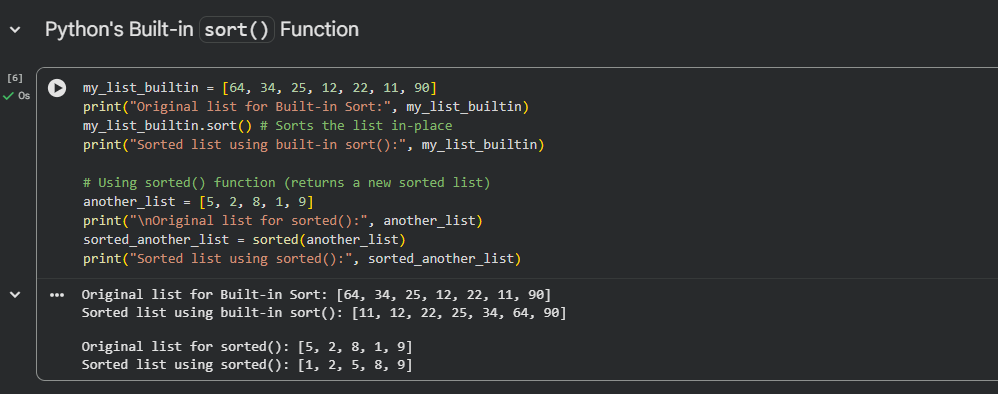 Python's Built-in sort() Function
[6]
0s
my_list_builtin = [64, 34, 25, 12, 22, 11, 90]
print("Original list for Built-in Sort:", my_list_builtin)
my_list_builtin.sort() # Sorts the list in-place
print("Sorted list using built-in sort():", my_list_builtin)

# Using sorted() function (returns a new sorted list)
another_list = [5, 2, 8, 1, 9]
print("\nOriginal list for sorted():", another_list)
sorted_another_list = sorted(another_list)
print("Sorted list using sorted():", sorted_another_list)
Original list for Built-in Sort: [64, 34, 25, 12, 22, 11, 90]
Sorted list using built-in sort(): [11, 12, 22, 25, 34, 64, 90]

Original list for sorted(): [5, 2, 8, 1, 9]
Sorted list using sorted(): [1, 2, 5, 8, 9]